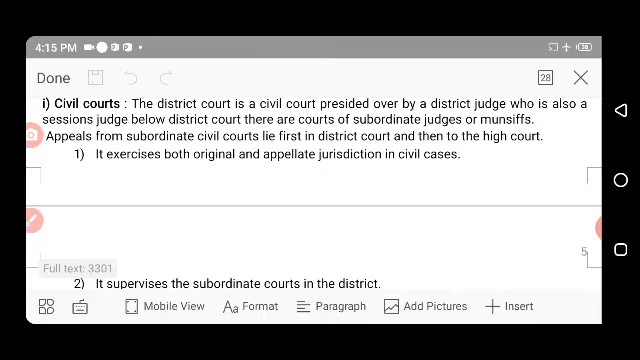 4:15 PM
38
Done
28
i) Civil courts : The district court is a civil court presided over by a district judge who is also a
sessions judge below district court there are courts of subordinate judges or munsiffs.
Appeals from subordinate civil courts lie first in district court and then to the high court.
1) It exercises both original and appellate jurisdiction in civil cases.
5
Full text: 3301
2) It supervises the subordinate courts in the district.
Mobile View
Aa Format
Paragraph
Add Pictures
Insert